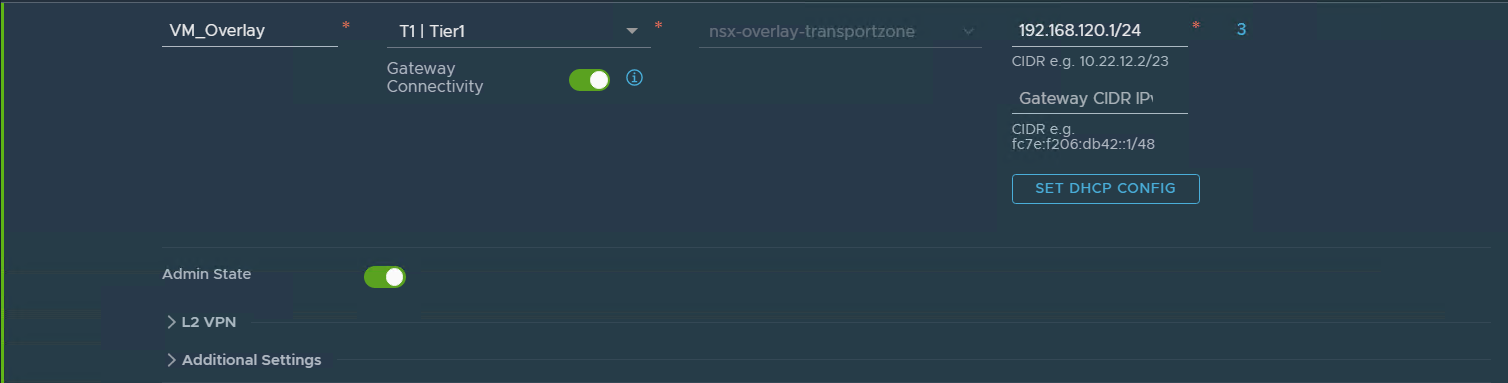 VM_Overlay * T1 | Tier1 * nsx-overlay-transportzone 192.168.120.1/24 * 3
CIDR e.g. 10.22.12.2/23
Gateway
Connectivity
Gateway CIDR IPv
CIDR e.g.
fc7e:f206:db42::1/48
SET DHCP CONFIG
Admin State
L2 VPN
Additional Settings